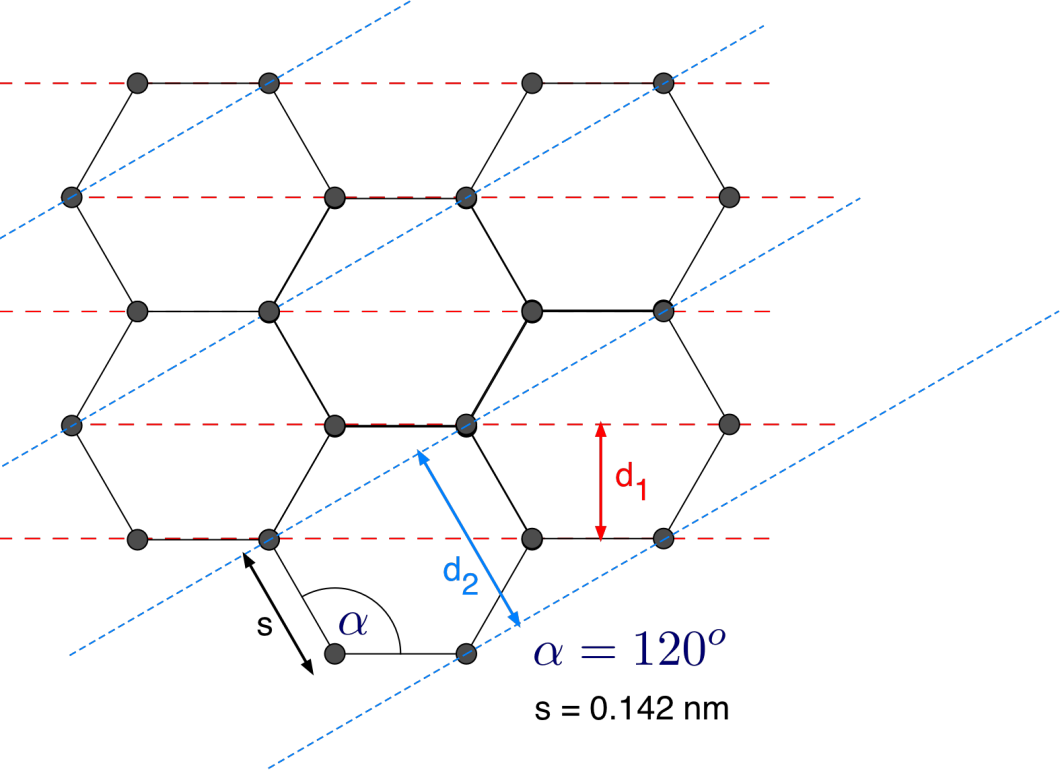 d₁
d₂
s
α
α = 120ᵒ
s = 0.142 nm